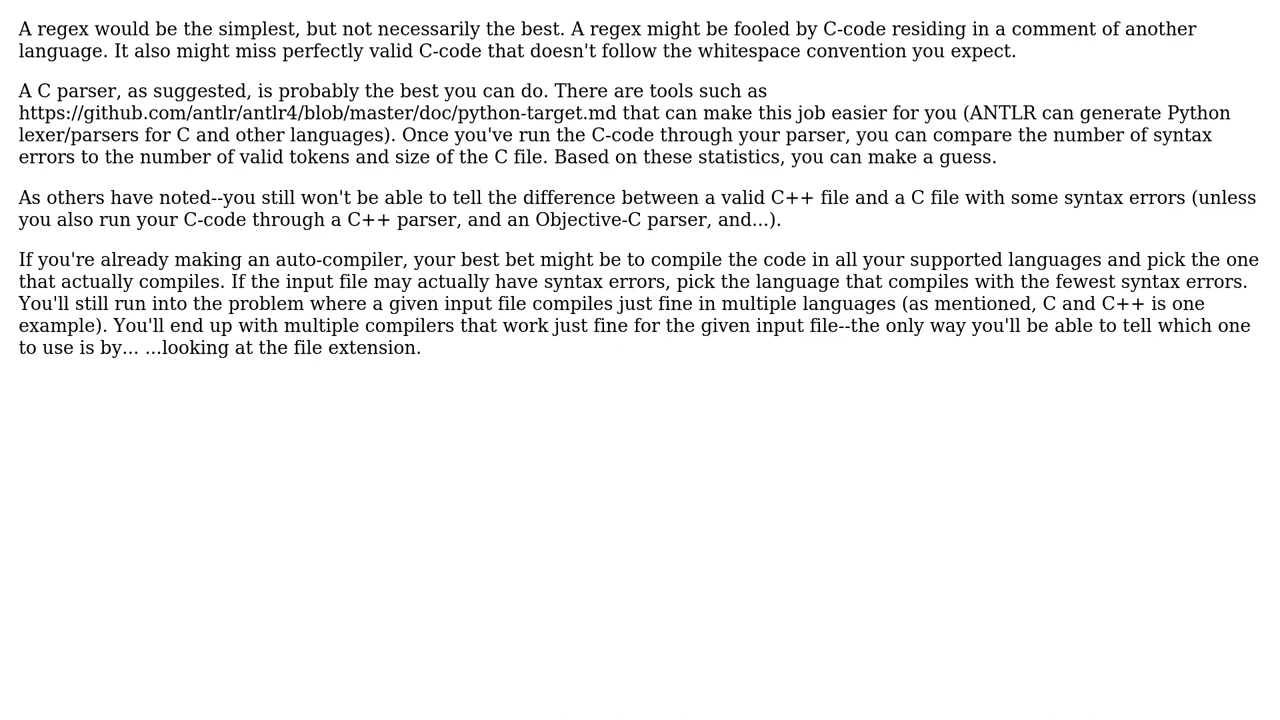 A regex would be the simplest, but not necessarily the best. A regex might be fooled by C-code residing in a comment of another
language. It also might miss perfectly valid C-code that doesn't follow the whitespace convention you expect.
A C parser, as suggested, is probably the best you can do. There are tools such as
https://github.com/antlr/antlr4/blob/master/doc/python-target.md that can make this job easier for you (ANTLR can generate Python
lexer/parsers for C and other languages). Once you've run the C-code through your parser, you can compare the number of syntax
errors to the number of valid tokens and size of the C file. Based on these statistics, you can make a guess.
As others have noted--you still won't be able to tell the difference between a valid C++ file and a C file with some syntax errors (unless
you also run your C-code through a C++ parser, and an Objective-C parser, and...).
If you're already making an auto-compiler, your best bet might be to compile the code in all your supported languages and pick the one
that actually compiles. If the input file may actually have syntax errors, pick the language that compiles with the fewest syntax errors.
You'll still run into the problem where a given input file compiles just fine in multiple languages (as mentioned, C and C++ is one
example). You'll end up with multiple compilers that work just fine for the given input file--the only way you'll be able to tell which one
to use is by... ...looking at the file extension.